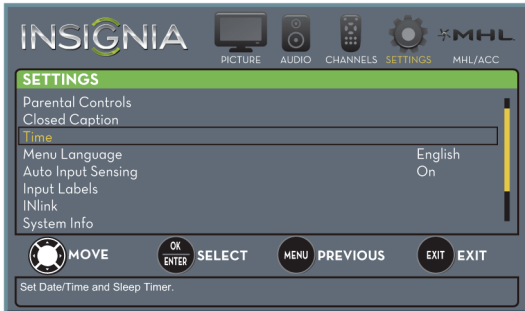 INSIGNIA
PICTURE AUDIO CHANNELS SETTINGS MHL/ACC
MHL
SETTINGS
Parental Controls
Closed Caption
Time
Menu Language English
Auto Input Sensing On
Input Labels
INlink
System Info
MOVE OK ENTER SELECT MENU PREVIOUS EXIT EXIT
Set Date/Time and Sleep Timer.